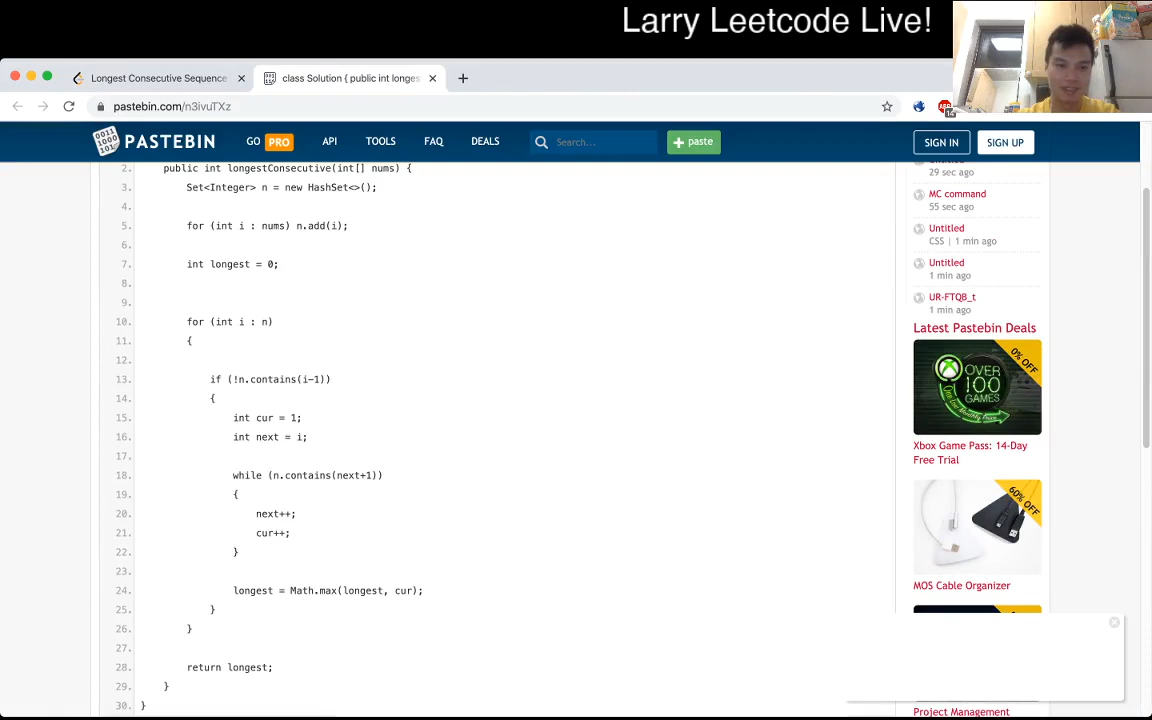 Larry Leetcode Live!
Longest Consecutive Sequence
class Solution { public int longes
pastebin.com/n3ivuTXz
14
PASTEBIN
GO PRO
API
TOOLS
FAQ
DEALS
Search...
+ paste
SIGN IN
SIGN UP
2. public int longestConsecutive(int[] nums) {
3. Set<Integer> n = new HashSet<>();
4.
5. for (int i : nums) n.add(i);
6.
7. int longest = 0;
8.
9.
10. for (int i : n)
11. {
12.
13. if (!n.contains(i-1))
14. {
15. int cur = 1;
16. int next = i;
17.
18. while (n.contains(next+1))
19. {
20. next++;
21. cur++;
22. }
23.
24. longest = Math.max(longest, cur);
25. }
26. }
27.
28. return longest;
29. }
30. }
Untitled
29 sec ago
MC command
55 sec ago
Untitled
CSS | 1 min ago
Untitled
1 min ago
UR-FTQB_t
1 min ago
Latest Pastebin Deals
0% OFF
OVER
100
GAMES
Xbox Game Pass: 14-Day
Free Trial
60% OFF
MOS Cable Organizer
Project Management